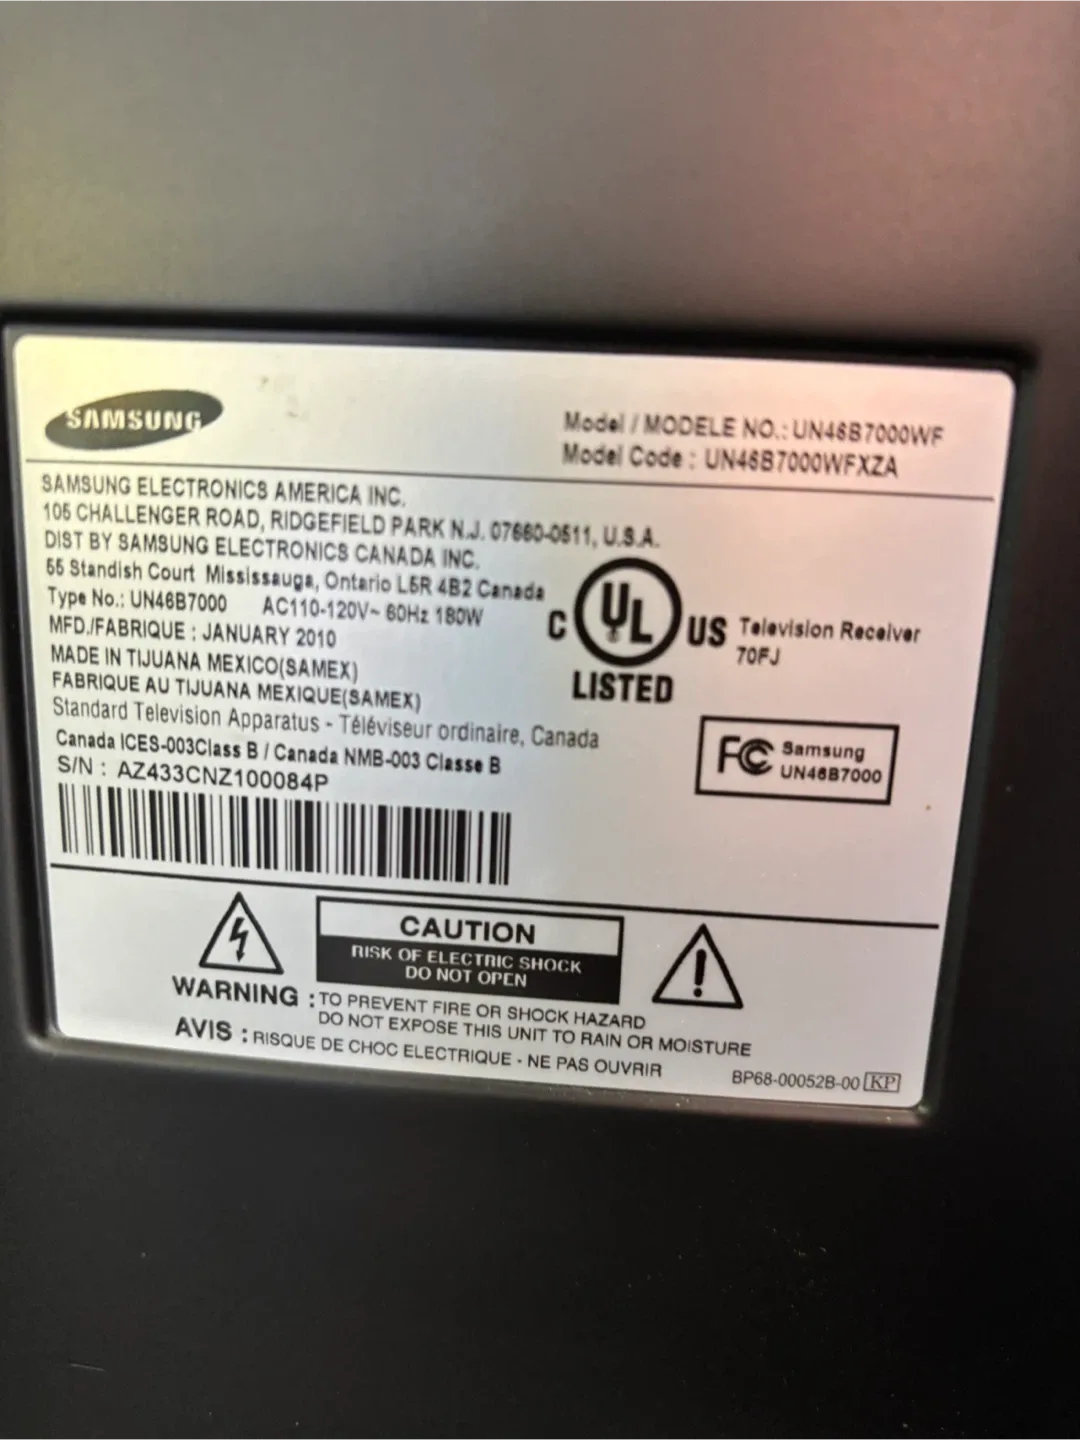 SAMSUNG
Model / MODELE NO.: UN46B7000WF
Model Code : UN46B7000WFXZA
SAMSUNG ELECTRONICS AMERICA INC.
105 CHALLENGER ROAD, RIDGEFIELD PARK N.J. 07660-0511, U.S.A.
DIST BY SAMSUNG ELECTRONICS CANADA INC.
55 Standish Court Mississauga, Ontario L5R 4B2 Canada
Type No.: UN46B7000 AC110-120V~ 60Hz 180W
MFD./FABRIQUE : JANUARY 2010
MADE IN TIJUANA MEXICO(SAMEX)
FABRIQUE AU TIJUANA MEXIQUE(SAMEX)
Standard Television Apparatus - Téléviseur ordinaire, Canada
Canada ICES-003Class B / Canada NMB-003 Classe B
S/N : AZ433CNZ100084P
C UL US
LISTED
Television Receiver
70FJ
FC Samsung
UN46B7000
CAUTION
RISK OF ELECTRIC SHOCK
DO NOT OPEN
WARNING : TO PREVENT FIRE OR SHOCK HAZARD
DO NOT EXPOSE THIS UNIT TO RAIN OR MOISTURE
AVIS : RISQUE DE CHOC ELECTRIQUE - NE PAS OUVRIR
BP68-00052B-00 KP